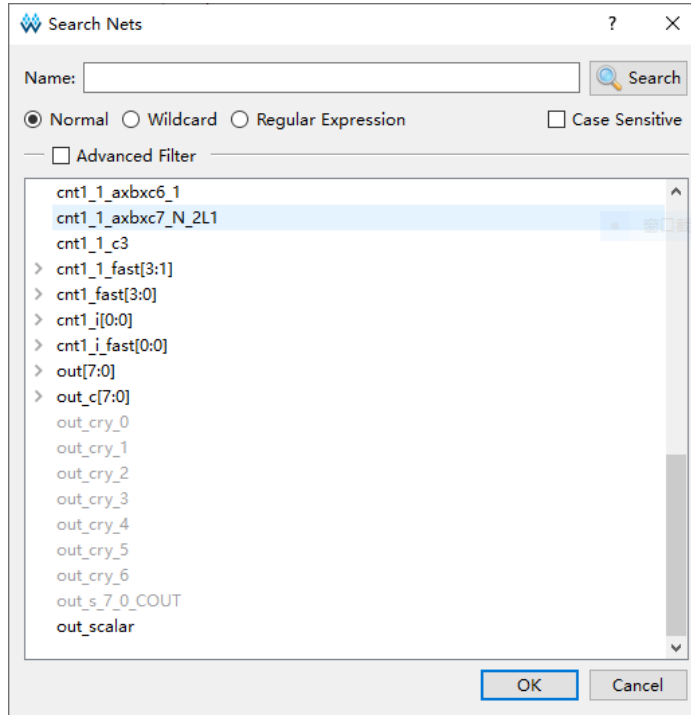 Search Nets ?
Name: Search
Normal Wildcard Regular Expression Case Sensitive
Advanced Filter
cnt1_1_axbxc6_1
cnt1_1_axbxc7_N_2L1
cnt1_1_c3
cnt1_1_fast[3:1]
cnt1_fast[3:0]
cnt1_i[0:0]
cnt1_i_fast[0:0]
out[7:0]
out_c[7:0]
out_cry_0
out_cry_1
out_cry_2
out_cry_3
out_cry_4
out_cry_5
out_cry_6
out_s_7_0_COUT
out_scalar
OK Cancel